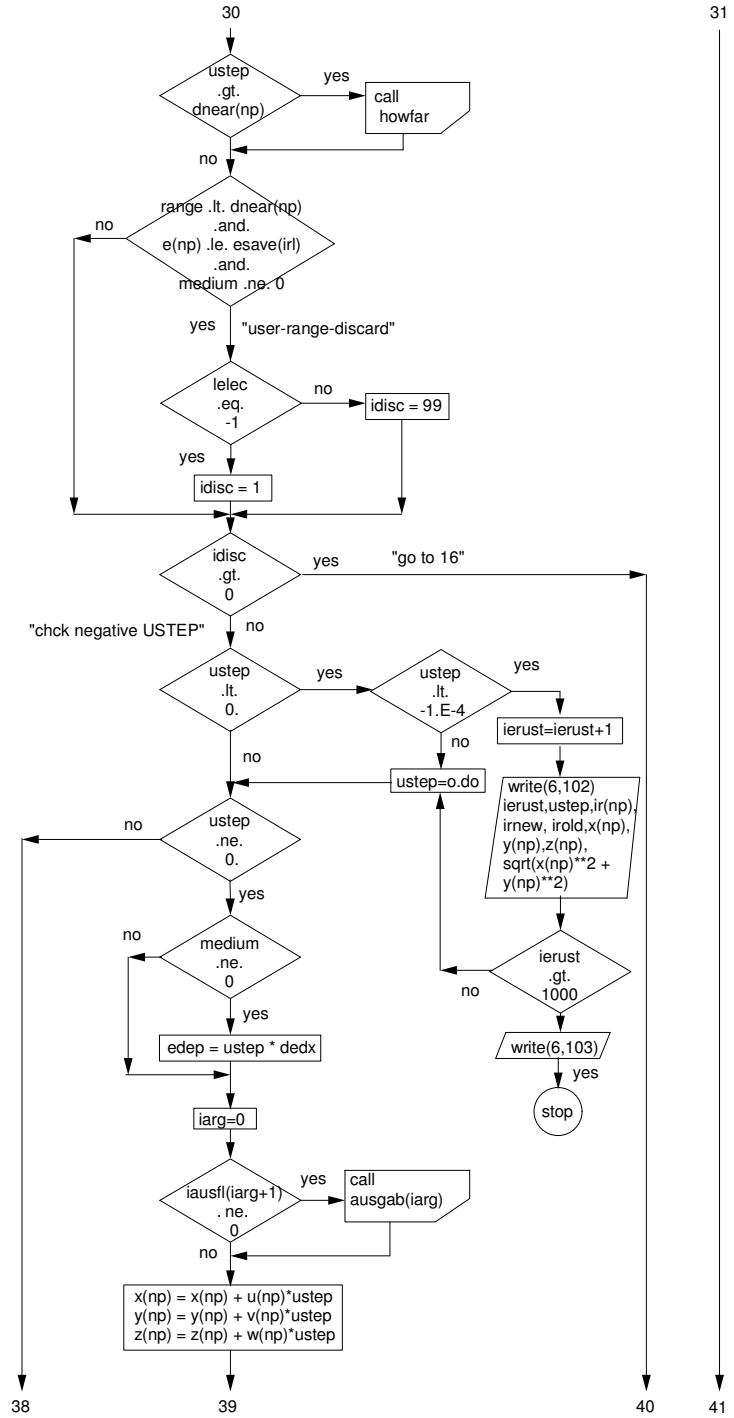 30
31
ustep
.gt.
dnear(np)
yes
call
howfar
no
range .lt. dnear(np)
.and.
e(np) .le. esave(irl)
.and.
medium .ne. 0
no
yes
"user-range-discard"
lelec
.eq.
-1
no
idisc = 99
yes
idisc = 1
idisc
.gt.
0
yes
"go to 16"
"chck negative USTEP"
no
ustep
.lt.
0.
yes
ustep
.lt.
-1.E-4
yes
ierust=ierust+1
no
no
ustep=o.do
write(6,102)
ierust,ustep,ir(np),
irnew, irold,x(np),
y(np),z(np),
sqrt(x(np)**2 +
y(np)**2)
no
ustep
.ne.
0.
yes
no
medium
.ne.
0
yes
ierust
.gt.
1000
no
edep = ustep * dedx
write(6,103)
yes
stop
iarg=0
iausfl(iarg+1)
. ne.
0
yes
call
ausgab(iarg)
no
x(np) = x(np) + u(np)*ustep
y(np) = y(np) + v(np)*ustep
z(np) = z(np) + w(np)*ustep
38
39
40
41